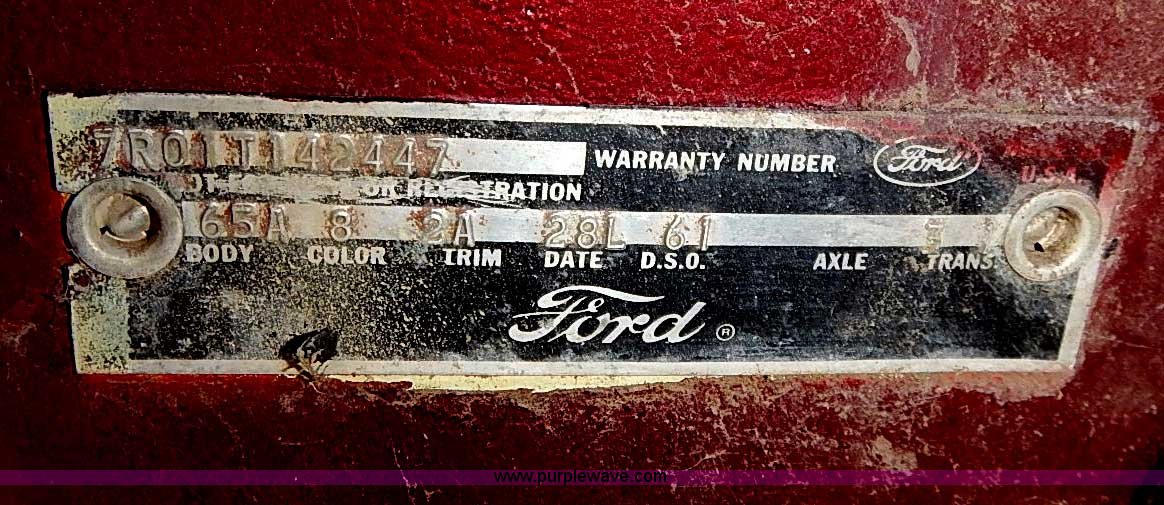 7R01T142447 WARRANTY NUMBER Ford
FOR REGISTRATION U.S.A.
65A 8 2A 28L 61
BODY COLOR TRIM DATE D.S.O. AXLE TRANS
Ford ®
www.purplewave.com